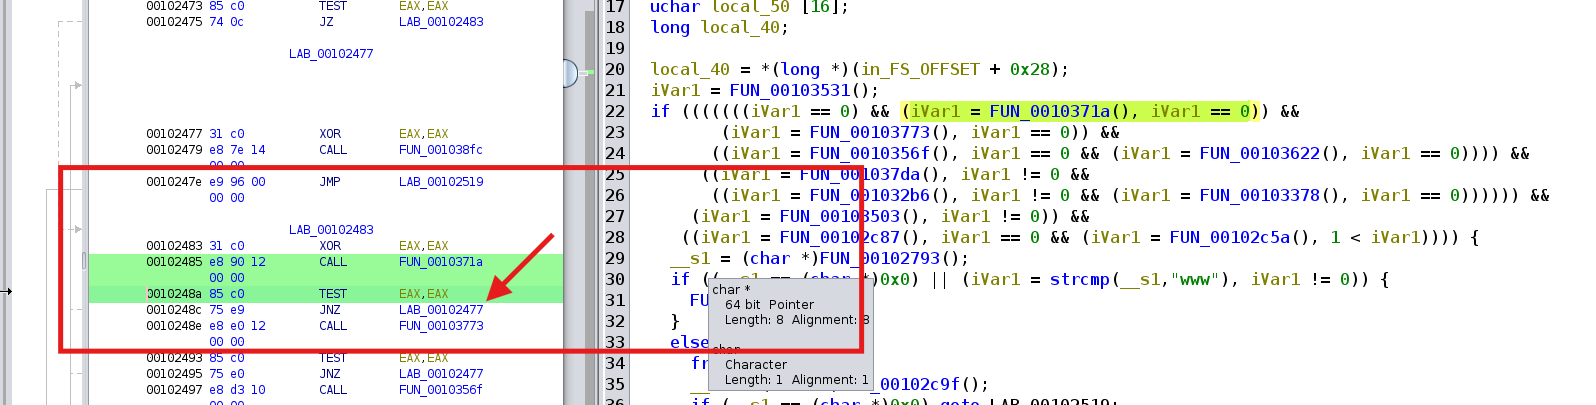 00102473 85 c0 TEST EAX,EAX
00102475 74 0c JZ LAB_00102483
LAB_00102477
00102477 31 c0 XOR EAX,EAX
00102479 e8 7e 14 CALL FUN_001038fc
00 00
0010247e e9 96 00 JMP LAB_00102519
00 00
LAB_00102483
00102483 31 c0 XOR EAX,EAX
00102485 e8 90 12 CALL FUN_0010371a
00 00
0010248a 85 c0 TEST EAX,EAX
0010248c 75 e9 JNZ LAB_00102477
0010248e e8 e0 12 CALL FUN_00103773
00 00
00102493 85 c0 TEST EAX,EAX
00102495 75 e0 JNZ LAB_00102477
00102497 e8 d3 10 CALL FUN_0010356f
00 00
17 uchar local_50 [16];
18 long local_40;
19
20 local_40 = *(long *)(in_FS_OFFSET + 0x28);
21 iVar1 = FUN_00103531();
22 if (((((((iVar1 == 0) && (iVar1 = FUN_0010371a(), iVar1 == 0)) &&
23 (iVar1 = FUN_00103773(), iVar1 == 0)) &&
24 ((iVar1 = FUN_0010356f(), iVar1 == 0 && (iVar1 = FUN_00103622(), iVar1 == 0)))) &&
25 ((iVar1 = FUN_001037da(), iVar1 != 0 &&
26 ((iVar1 = FUN_001032b6(), iVar1 != 0 && (iVar1 = FUN_00103378(), iVar1 == 0)))))) &&
27 (iVar1 = FUN_00103503(), iVar1 != 0)) &&
28 ((iVar1 = FUN_00102c87(), iVar1 == 0 && (iVar1 = FUN_00102c5a(), 1 < iVar1)))) {
29 __s1 = (char *)FUN_00102793();
30 if ((__s1 == (char *)0x0) || (iVar1 = strcmp(__s1,"www"), iVar1 != 0)) {
31 FU
32 }
33 else
34 fr
35 _00102c9f();
36 if (__s1 == (char *)0x0) goto LAB_00102519;
char *
64 bit Pointer
Length: 8 Alignment: 8
char
Character
Length: 1 Alignment: 1